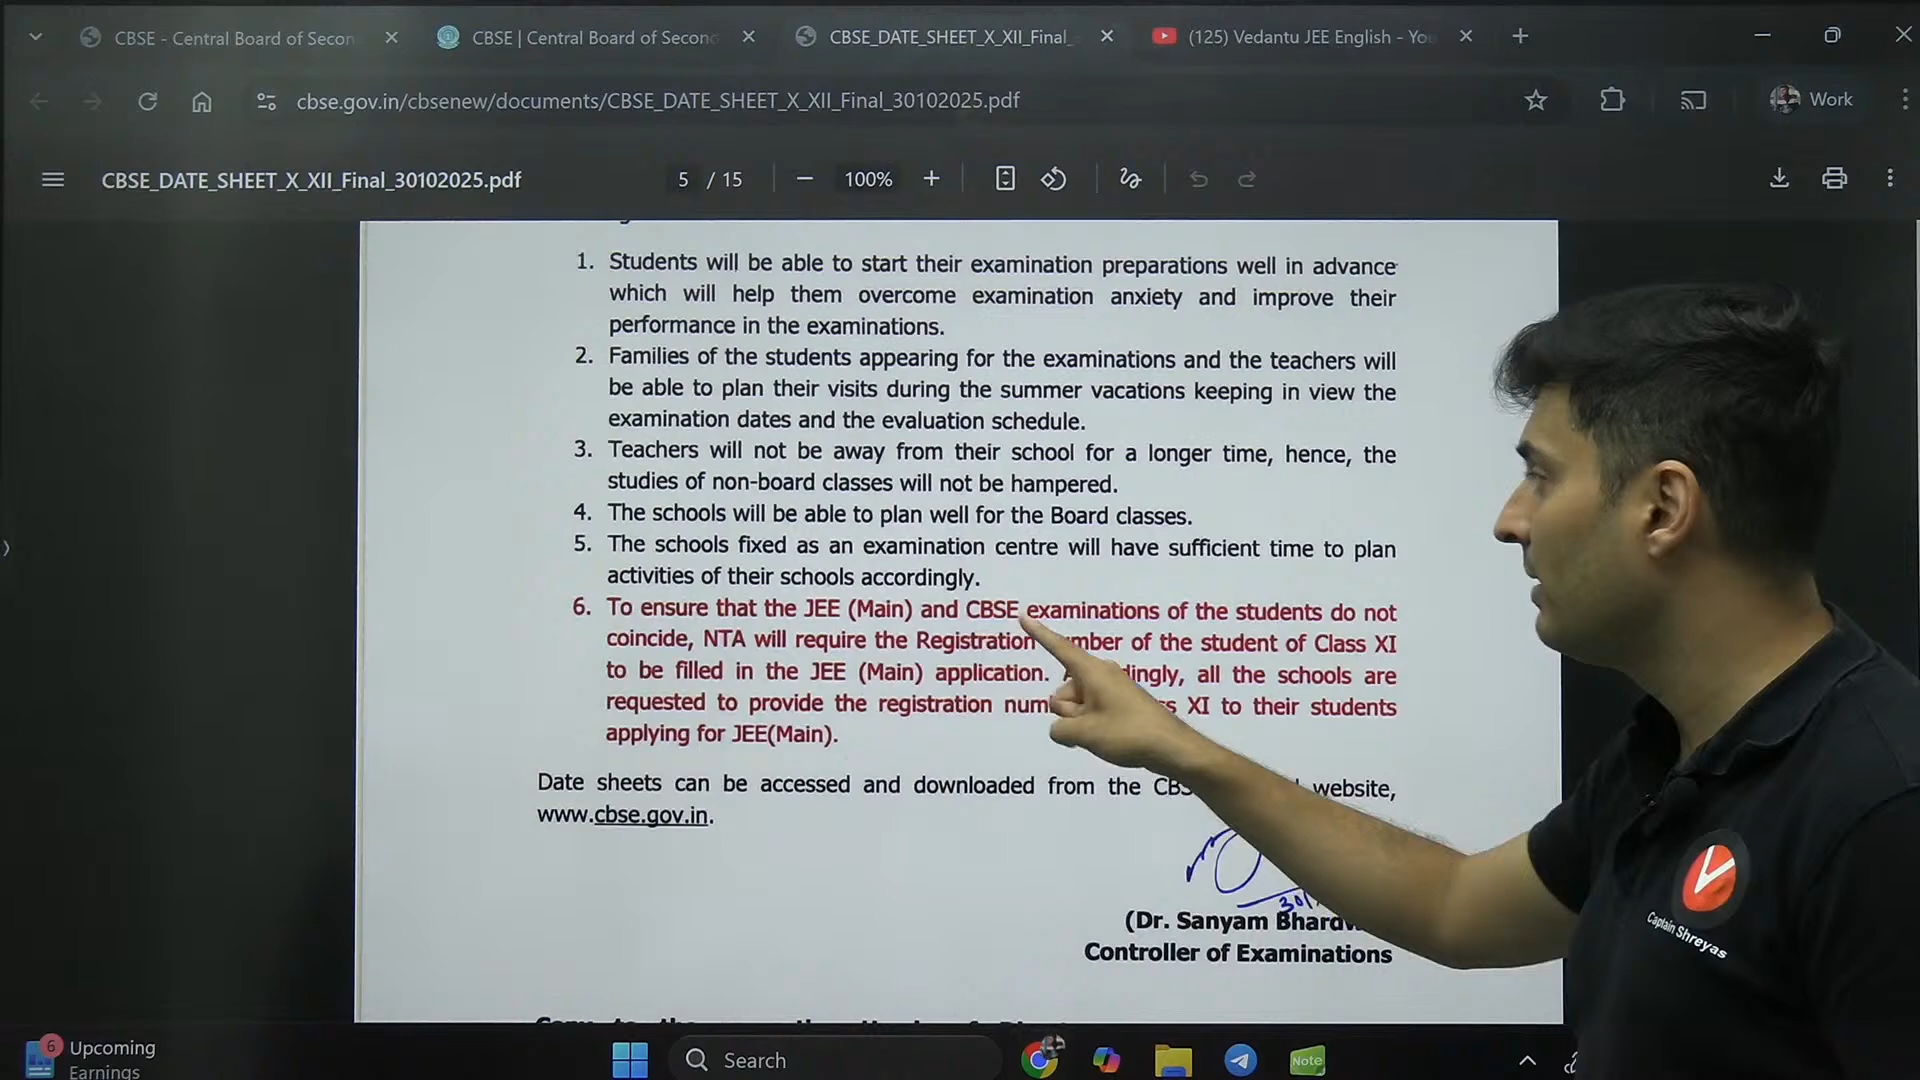 CBSE - Central Board of Secon
CBSE | Central Board of Secon
CBSE_DATE_SHEET_X_XII_Final_
(125) Vedantu JEE English - You
cbse.gov.in/cbsenew/documents/CBSE_DATE_SHEET_X_XII_Final_30102025.pdf
Work
CBSE_DATE_SHEET_X_XII_Final_30102025.pdf
5 / 15
100%
1. Students will be able to start their examination preparations well in advance
which will help them overcome examination anxiety and improve their
performance in the examinations.
2. Families of the students appearing for the examinations and the teachers will
be able to plan their visits during the summer vacations keeping in view the
examination dates and the evaluation schedule.
3. Teachers will not be away from their school for a longer time, hence, the
studies of non-board classes will not be hampered.
4. The schools will be able to plan well for the Board classes.
5. The schools fixed as an examination centre will have sufficient time to plan
activities of their schools accordingly.
6. To ensure that the JEE (Main) and CBSE examinations of the students do not
coincide, NTA will require the Registration of the student of Class XI
to be filled in the JEE (Main) application. all the schools are
requested to provide the registration XI to their students
applying for JEE(Main).
Date sheets can be accessed and downloaded from the website,
www.cbse.gov.in.
(Dr. Sanyam
Controller of Examinations
Captain Shreyas
6
Upcoming
Earnings
Search
Note